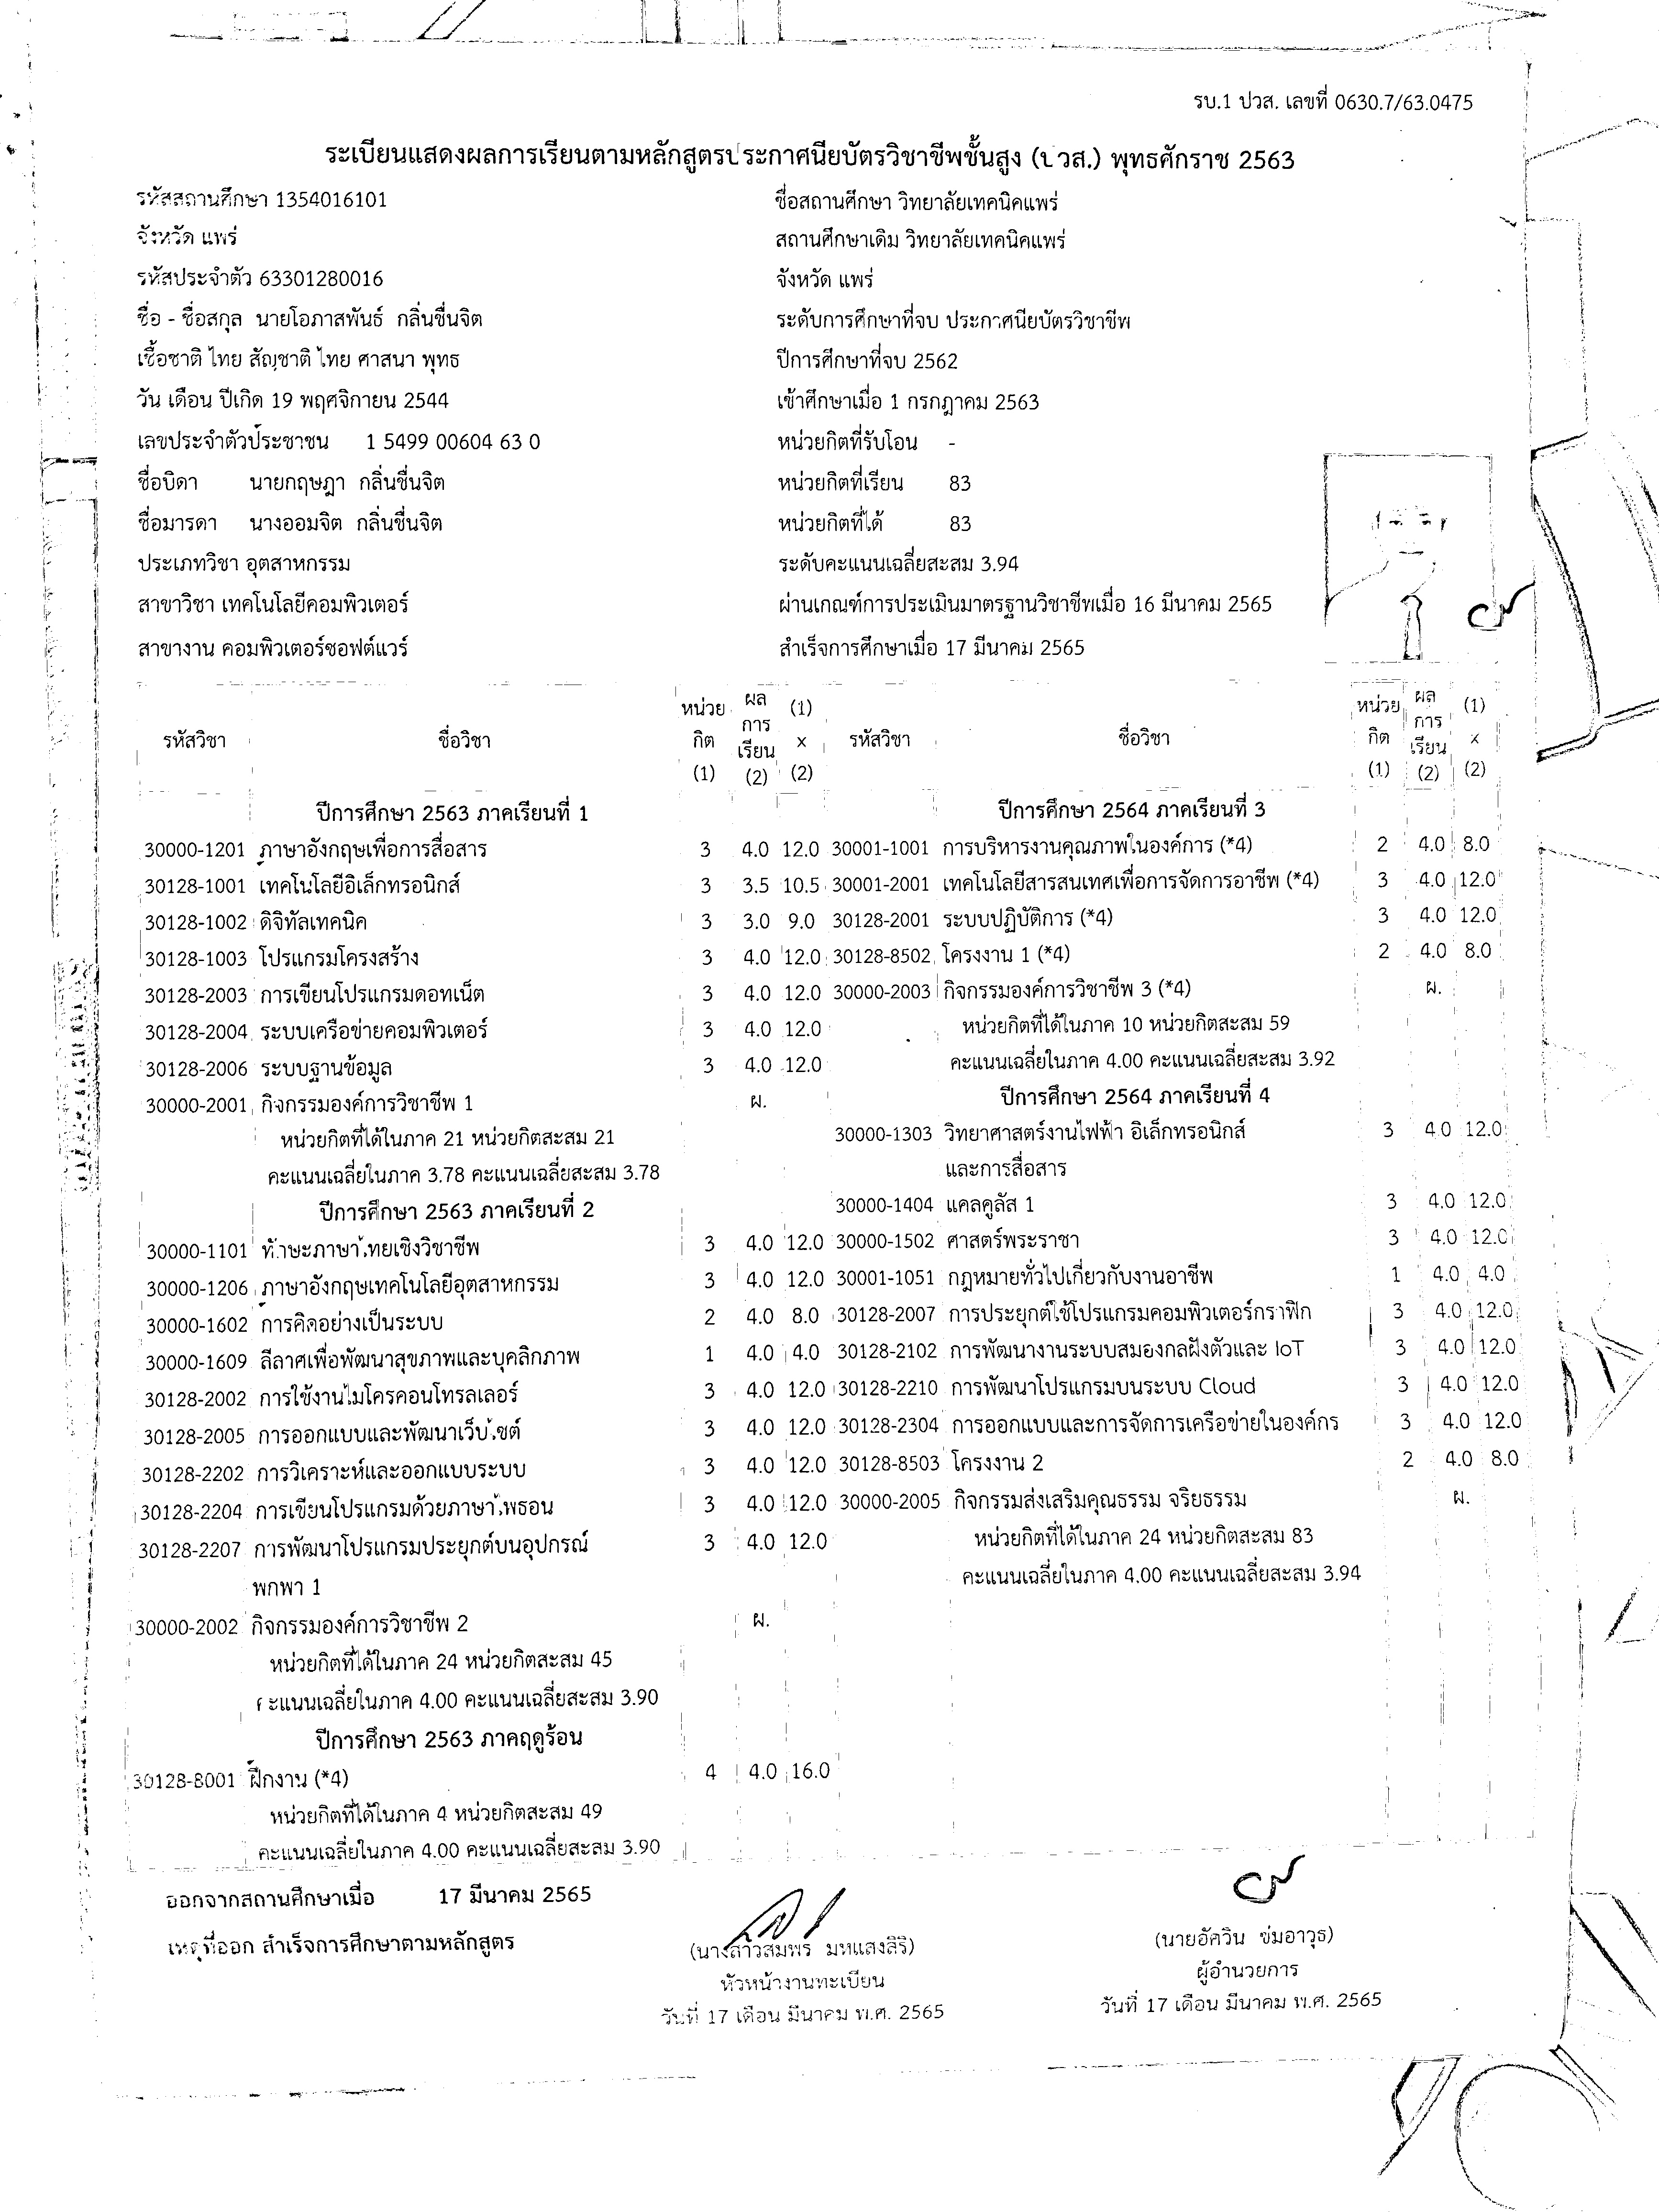 รบ.1 ปวส. เลขที่ 0630.7/63.0475
ระเบียนแสดงผลการเรียนตามหลักสูตรประกาศนียบัตรวิชาชีพชั้นสูง (ปวส.) พุทธศักราช 2563
รหัสสถานศึกษา 1354016101
จังหวัด แพร่
รหัสประจำตัว 63301280016
ชื่อ - ชื่อสกุล นายโอภาสพันธ์ กลิ่นชื่นจิต
เชื้อชาติ ไทย สัญชาติ ไทย ศาสนา พุทธ
วัน เดือน ปีเกิด 19 พฤศจิกายน 2544
เลขประจำตัวประชาชน 1 5499 00604 63 0
ชื่อบิดา นายกฤษฎา กลิ่นชื่นจิต
ชื่อมารดา นางออมจิต กลิ่นชื่นจิต
ประเภทวิชา อุตสาหกรรม
สาขาวิชา เทคโนโลยีคอมพิวเตอร์
สาขางาน คอมพิวเตอร์ซอฟต์แวร์
ชื่อสถานศึกษา วิทยาลัยเทคนิคแพร่
สถานศึกษาเดิม วิทยาลัยเทคนิคแพร่
จังหวัด แพร่
ระดับการศึกษาที่จบ ประกาศนียบัตรวิชาชีพ
ปีการศึกษาที่จบ 2562
เข้าศึกษาเมื่อ 1 กรกฎาคม 2563
หน่วยกิตที่รับโอน -
หน่วยกิตที่เรียน 83
หน่วยกิตที่ได้ 83
ระดับคะแนนเฉลี่ยสะสม 3.94
ผ่านเกณฑ์การประเมินมาตรฐานวิชาชีพเมื่อ 16 มีนาคม 2565
สำเร็จการศึกษาเมื่อ 17 มีนาคม 2565
รหัสวิชา ชื่อวิชา หน่วยกิต (1) ผลการเรียน (2) (1) x (2)
ปีการศึกษา 2563 ภาคเรียนที่ 1
30000-1201 ภาษาอังกฤษเพื่อการสื่อสาร 3 4.0 12.0
30128-1001 เทคโนโลยีอิเล็กทรอนิกส์ 3 3.5 10.5
30128-1002 ดิจิทัลเทคนิค 3 3.0 9.0
30128-1003 โปรแกรมโครงสร้าง 3 4.0 12.0
30128-2003 การเขียนโปรแกรมดอทเน็ต 3 4.0 12.0
30128-2004 ระบบเครือข่ายคอมพิวเตอร์ 3 4.0 12.0
30128-2006 ระบบฐานข้อมูล 3 4.0 12.0
30000-2001 กิจกรรมองค์การวิชาชีพ 1 ผ.
หน่วยกิตที่ได้ในภาค 21 หน่วยกิตสะสม 21
คะแนนเฉลี่ยในภาค 3.78 คะแนนเฉลี่ยสะสม 3.78
ปีการศึกษา 2563 ภาคเรียนที่ 2
30000-1101 ทักษะภาษาไทยเชิงวิชาชีพ 3 4.0 12.0
30000-1206 ภาษาอังกฤษเทคโนโลยีอุตสาหกรรม 3 4.0 12.0
30000-1602 การคิดอย่างเป็นระบบ 2 4.0 8.0
30000-1609 ลีลาศเพื่อพัฒนาสุขภาพและบุคลิกภาพ 1 4.0 4.0
30128-2002 การใช้งานไมโครคอนโทรลเลอร์ 3 4.0 12.0
30128-2005 การออกแบบและพัฒนาเว็บไซต์ 3 4.0 12.0
30128-2202 การวิเคราะห์และออกแบบระบบ 3 4.0 12.0
30128-2204 การเขียนโปรแกรมด้วยภาษาไพธอน 3 4.0 12.0
30128-2207 การพัฒนาโปรแกรมประยุกต์บนอุปกรณ์ 3 4.0 12.0
พกพา 1
30000-2002 กิจกรรมองค์การวิชาชีพ 2 ผ.
หน่วยกิตที่ได้ในภาค 24 หน่วยกิตสะสม 45
คะแนนเฉลี่ยในภาค 4.00 คะแนนเฉลี่ยสะสม 3.90
ปีการศึกษา 2563 ภาคฤดูร้อน
30128-8001 ฝึกงาน (*4) 4 4.0 16.0
หน่วยกิตที่ได้ในภาค 4 หน่วยกิตสะสม 49
คะแนนเฉลี่ยในภาค 4.00 คะแนนเฉลี่ยสะสม 3.90
รหัสวิชา ชื่อวิชา หน่วยกิต (1) ผลการเรียน (2) (1) x (2)
ปีการศึกษา 2564 ภาคเรียนที่ 3
30001-1001 การบริหารงานคุณภาพในองค์การ (*4) 2 4.0 8.0
30001-2001 เทคโนโลยีสารสนเทศเพื่อการจัดการอาชีพ (*4) 3 4.0 12.0
30128-2001 ระบบปฏิบัติการ (*4) 3 4.0 12.0
30128-8502 โครงงาน 1 (*4) 2 4.0 8.0
30000-2003 กิจกรรมองค์การวิชาชีพ 3 (*4) ผ.
หน่วยกิตที่ได้ในภาค 10 หน่วยกิตสะสม 59
คะแนนเฉลี่ยในภาค 4.00 คะแนนเฉลี่ยสะสม 3.92
ปีการศึกษา 2564 ภาคเรียนที่ 4
30000-1303 วิทยาศาสตร์งานไฟฟ้า อิเล็กทรอนิกส์ 3 4.0 12.0
และการสื่อสาร
30000-1404 แคลคูลัส 1 3 4.0 12.0
30000-1502 ศาสตร์พระราชา 3 4.0 12.0
30001-1051 กฎหมายทั่วไปเกี่ยวกับงานอาชีพ 1 4.0 4.0
30128-2007 การประยุกต์ใช้โปรแกรมคอมพิวเตอร์กราฟิก 3 4.0 12.0
30128-2102 การพัฒนางานระบบสมองกลฝังตัวและ IoT 3 4.0 12.0
30128-2210 การพัฒนาโปรแกรมบนระบบ Cloud 3 4.0 12.0
30128-2304 การออกแบบและการจัดการเครือข่ายในองค์กร 3 4.0 12.0
30128-8503 โครงงาน 2 2 4.0 8.0
30000-2005 กิจกรรมส่งเสริมคุณธรรม จริยธรรม ผ.
หน่วยกิตที่ได้ในภาค 24 หน่วยกิตสะสม 83
คะแนนเฉลี่ยในภาค 4.00 คะแนนเฉลี่ยสะสม 3.94
ออกจากสถานศึกษาเมื่อ 17 มีนาคม 2565
เหตุที่ออก สำเร็จการศึกษาตามหลักสูตร
(นางสาวสมพร มหแสงสิริ)
หัวหน้างานทะเบียน
วันที่ 17 เดือน มีนาคม พ.ศ. 2565
(นายอัศวิน ข่มอาวุธ)
ผู้อำนวยการ
วันที่ 17 เดือน มีนาคม พ.ศ. 2565